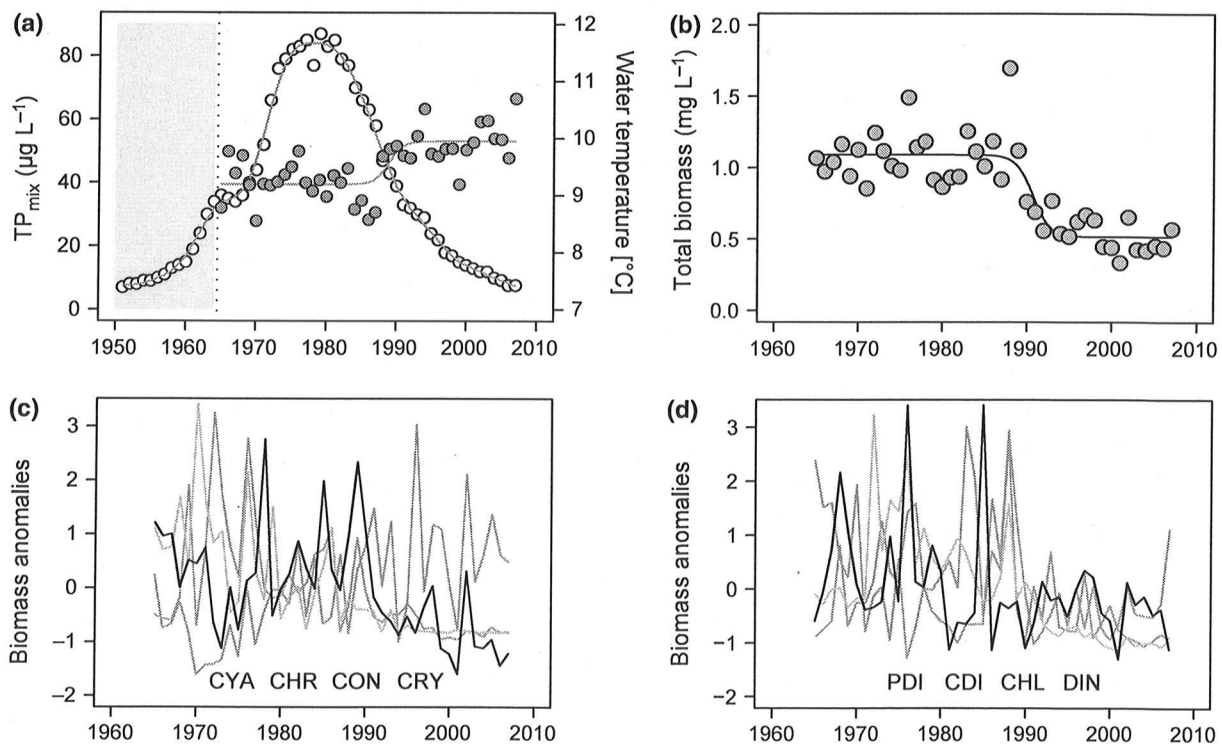 (a)
TPmix (µg L−1)
80
60
40
20
0
12
11
10
9
8
7
Water temperature [°C]
1950 1960 1970 1980 1990 2000 2010
(b)
Total biomass (mg L−1)
2.0
1.5
1.0
0.5
0.0
1960 1970 1980 1990 2000 2010
(c)
Biomass anomalies
3
2
1
0
−1
−2
CYA CHR CON CRY
1960 1970 1980 1990 2000 2010
(d)
Biomass anomalies
3
2
1
0
−1
−2
PDI CDI CHL DIN
1960 1970 1980 1990 2000 2010